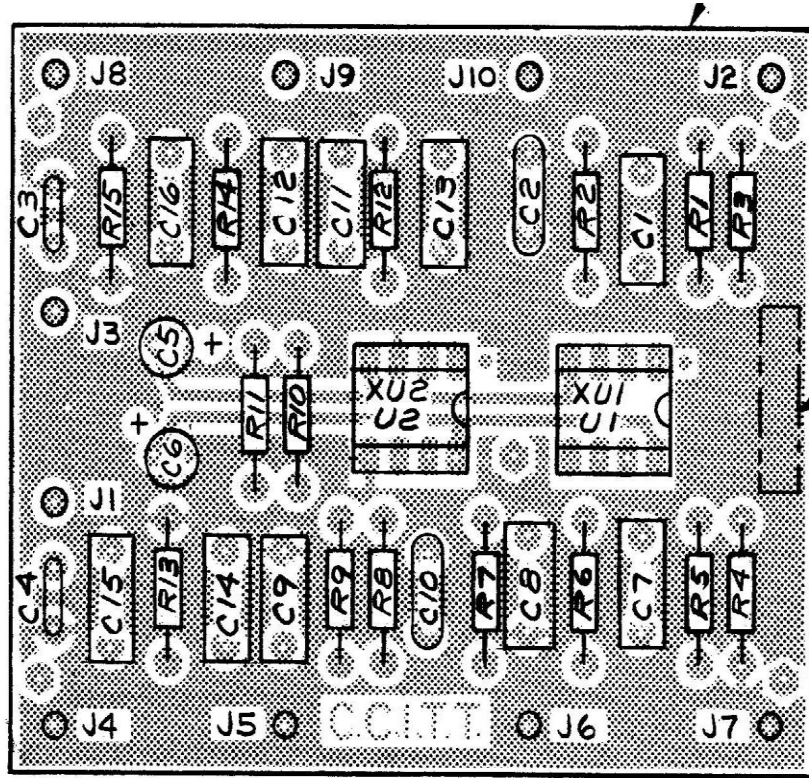 J8 J9 J10 J2
C3 R15 C16 R14 C12 C11 R12 C13 C2 R2 C1 R1 R3
J3 C5 +
R11 R10 XU2 XU1
U2 U1
+ C6
J1
C4 C15 R13 C14 C9 R9 R8 C10 R7 C8 R6 C7 R5 R4
J4 J5 C.C.I.T.T. J6 J7